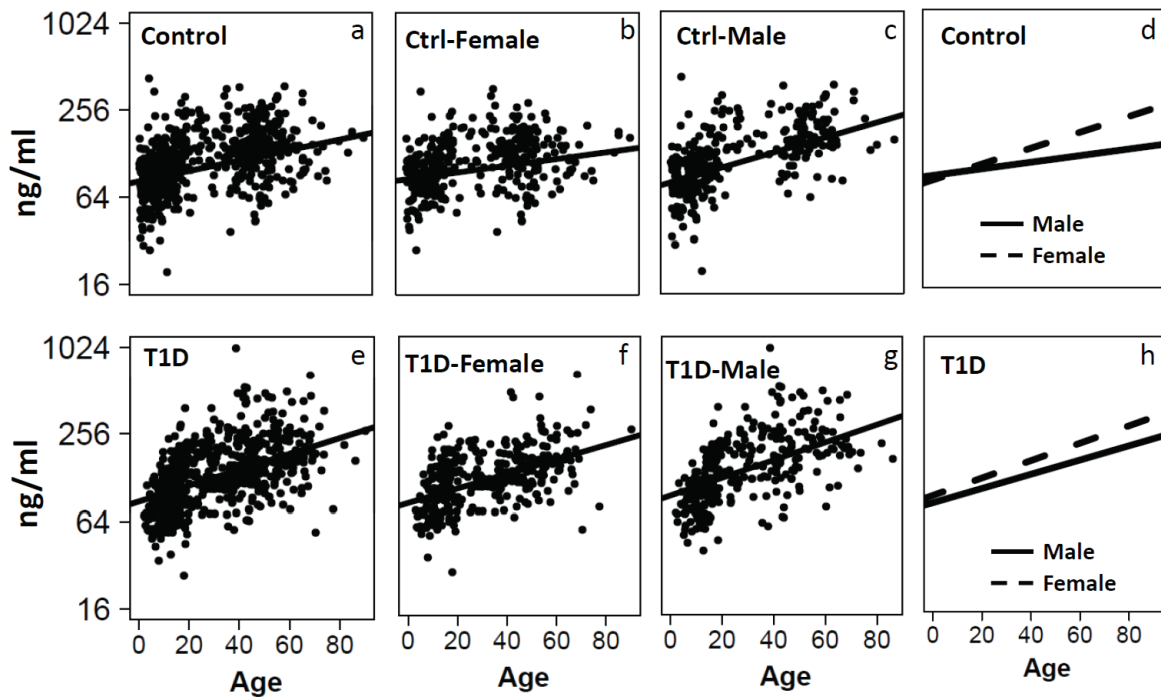 1024
256
64
16
ng/ml
Control a
Ctrl-Female b
Ctrl-Male c
Control d
Male
Female
1024
256
64
16
ng/ml
T1D e
T1D-Female f
T1D-Male g
T1D h
Male
Female
0 20 40 60 80
0 20 40 60 80
0 20 40 60 80
0 20 40 60 80
Age
Age
Age
Age